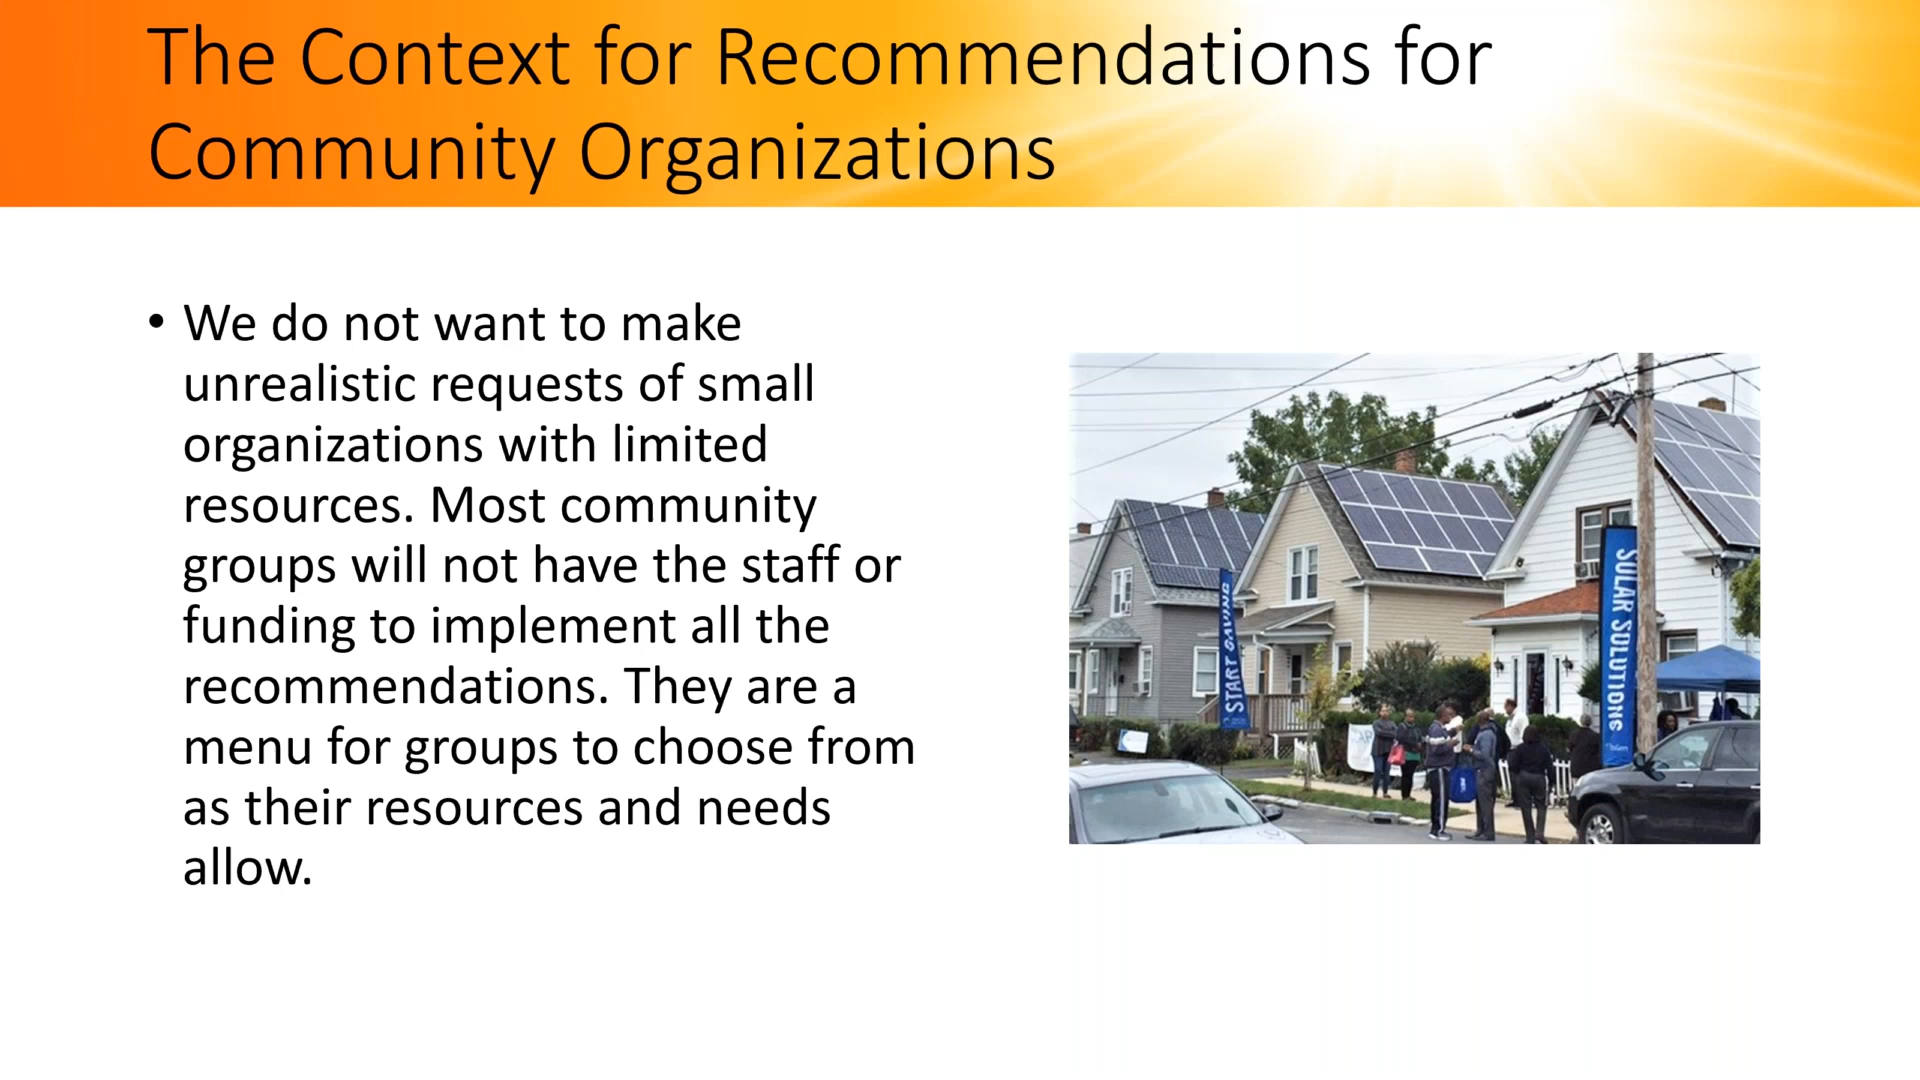 The Context for Recommendations for
Community Organizations
• We do not want to make
unrealistic requests of small
organizations with limited
resources. Most community
groups will not have the staff or
funding to implement all the
recommendations. They are a
menu for groups to choose from
as their resources and needs
allow.
START SAVING
SOLAR SOLUTIONS